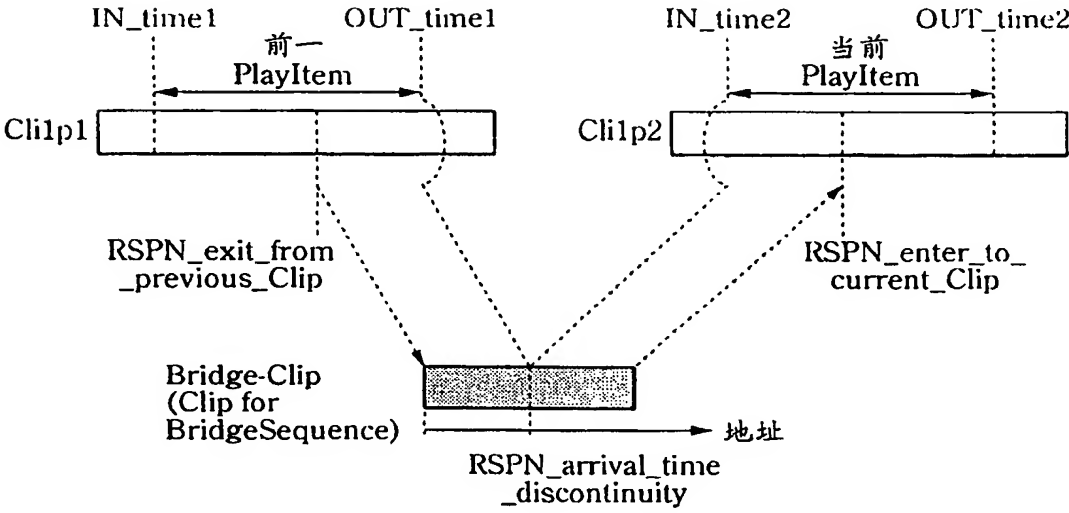 IN_time1
OUT_time1
IN_time2
OUT_time2
前一
PlayItem
当前
PlayItem
Cli1p1
Cli1p2
RSPN_exit_from
_previous_Clip
RSPN_enter_to_
current_Clip
Bridge-Clip
(Clip for
BridgeSequence)
地址
RSPN_arrival_time
_discontinuity